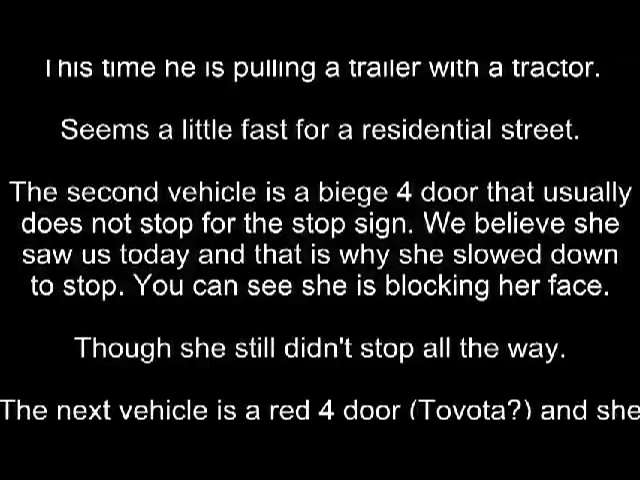 This time he is pulling a trailer with a tractor.
Seems a little fast for a residential street.
The second vehicle is a biege 4 door that usually
does not stop for the stop sign. We believe she
saw us today and that is why she slowed down
to stop. You can see she is blocking her face.
Though she still didn't stop all the way.
The next vehicle is a red 4 door (Toyota?) and she